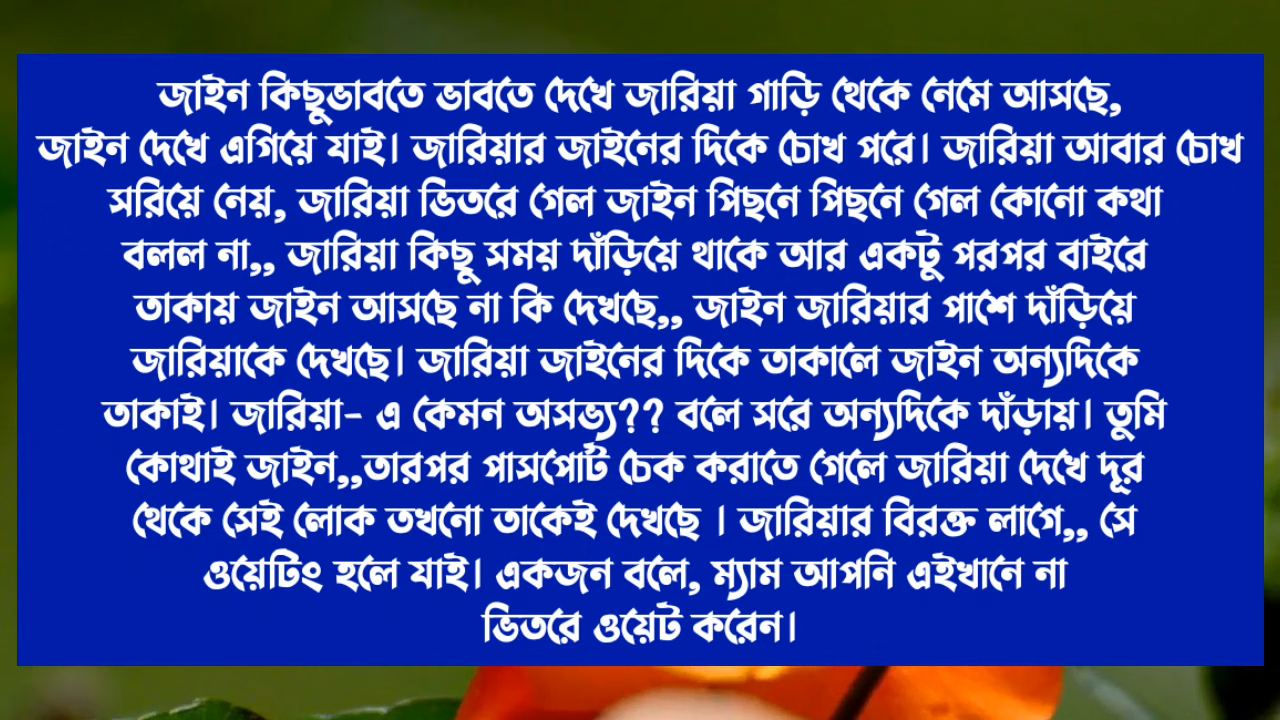 জাইন কিছুভাবতে ভাবতে দেখে জারিয়া গাড়ি থেকে নেমে আসছে,
জাইন দেখে এগিয়ে যাই। জারিয়ার জাইনের দিকে চোখ পরে। জারিয়া আবার চোখ
সরিয়ে নেয়, জারিয়া ভিতরে গেল জাইন পিছনে পিছনে গেল কোনো কথা
বলল না,, জারিয়া কিছু সময় দাঁড়িয়ে থাকে আর একটু পরপর বাইরে
তাকায় জাইন আসছে না কি দেখছে,, জাইন জারিয়ার পাশে দাঁড়িয়ে
জারিয়াকে দেখছে। জারিয়া জাইনের দিকে তাকালে জাইন অন্যদিকে
তাকাই। জারিয়া- এ কেমন অসভ্য?? বলে সরে অন্যদিকে দাঁড়ায়। তুমি
কোথাই জাইন,,তারপর পাসপোর্ট চেক করাতে গেলে জারিয়া দেখে দূর
থেকে সেই লোক তখনো তাকেই দেখছে । জারিয়ার বিরক্ত লাগে,, সে
ওয়েটিং হলে যাই। একজন বলে, ম্যাম আপনি এইখানে না
ভিতরে ওয়েট করেন।